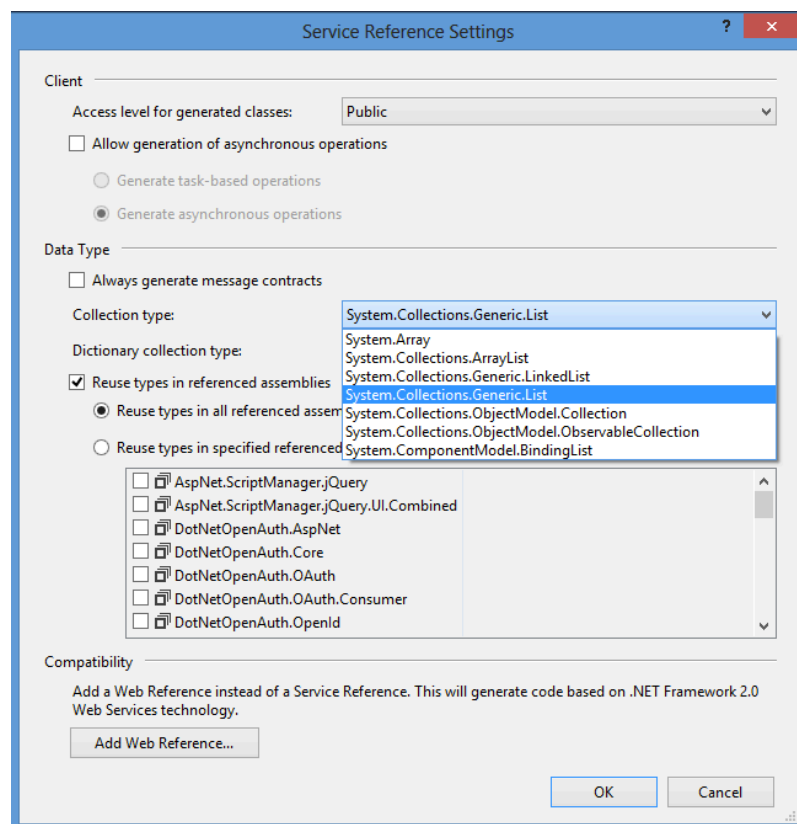 Service Reference Settings
?
×
Client
Access level for generated classes:
Public
Allow generation of asynchronous operations
Generate task-based operations
Generate asynchronous operations
Data Type
Always generate message contracts
Collection type:
System.Collections.Generic.List
System.Array
System.Collections.ArrayList
Dictionary collection type:
System.Collections.Generic.LinkedList
Reuse types in referenced assemblies
System.Collections.Generic.List
Reuse types in all referenced assem
System.Collections.ObjectModel.Collection
System.Collections.ObjectModel.ObservableCollection
Reuse types in specified referenced
System.ComponentModel.BindingList
AspNet.ScriptManager.jQuery
AspNet.ScriptManager.jQuery.UI.Combined
DotNetOpenAuth.AspNet
DotNetOpenAuth.Core
DotNetOpenAuth.OAuth
DotNetOpenAuth.OAuth.Consumer
DotNetOpenAuth.OpenId
Compatibility
Add a Web Reference instead of a Service Reference. This will generate code based on .NET Framework 2.0
Web Services technology.
Add Web Reference...
OK
Cancel